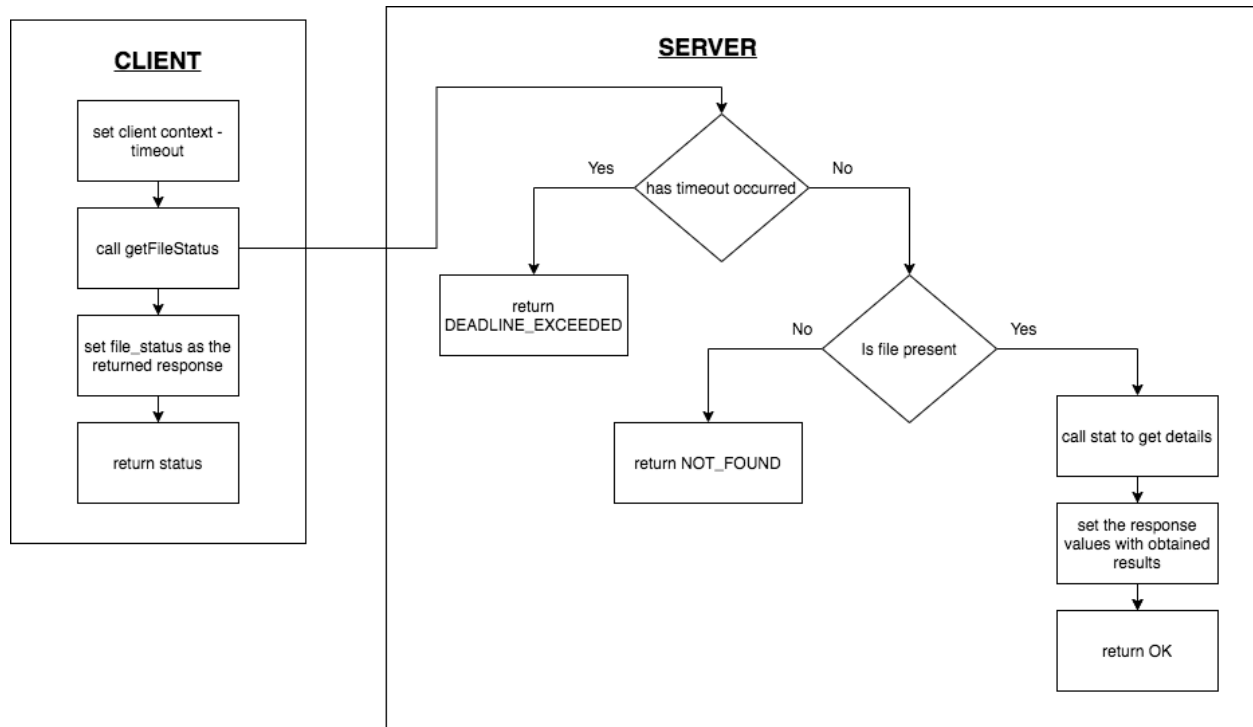 CLIENT
set client context -
timeout
call getFileStatus
set file_status as the
returned response
return status
SERVER
has timeout occurred
Yes
No
return
DEADLINE_EXCEEDED
Is file present
No
Yes
return NOT_FOUND
call stat to get details
set the response
values with obtained
results
return OK